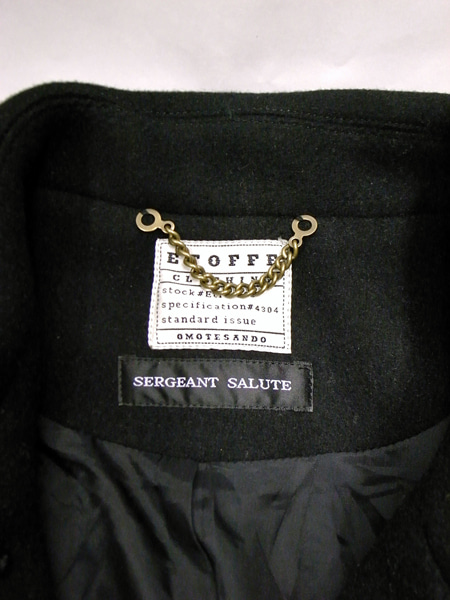 ETOFFE
specification#4304
standard issue
OMOTESANDO
SERGEANT SALUTE